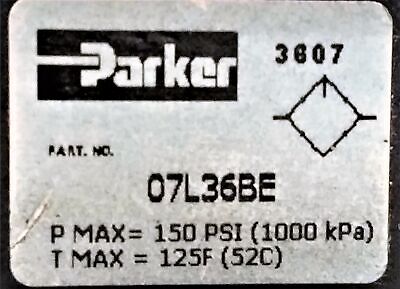 Parker
3607
PART. NO.
07L36BE
P MAX = 150 PSI (1000 kPa)
T MAX = 125F (52C)